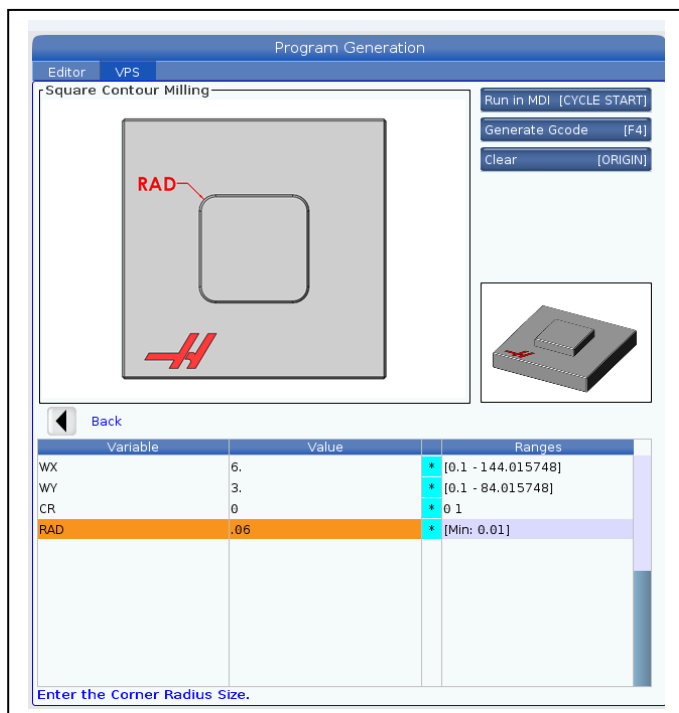 Program Generation
Editor VPS
Square Contour Milling
Run in MDI [CYCLE START]
Generate Gcode [F4]
Clear [ORIGIN]
RAD
Back
Variable Value Ranges
WX 6. * [0.1 - 144.015748]
WY 3. * [0.1 - 84.015748]
CR 0 * 0 1
RAD .06 * [Min: 0.01]
Enter the Corner Radius Size.